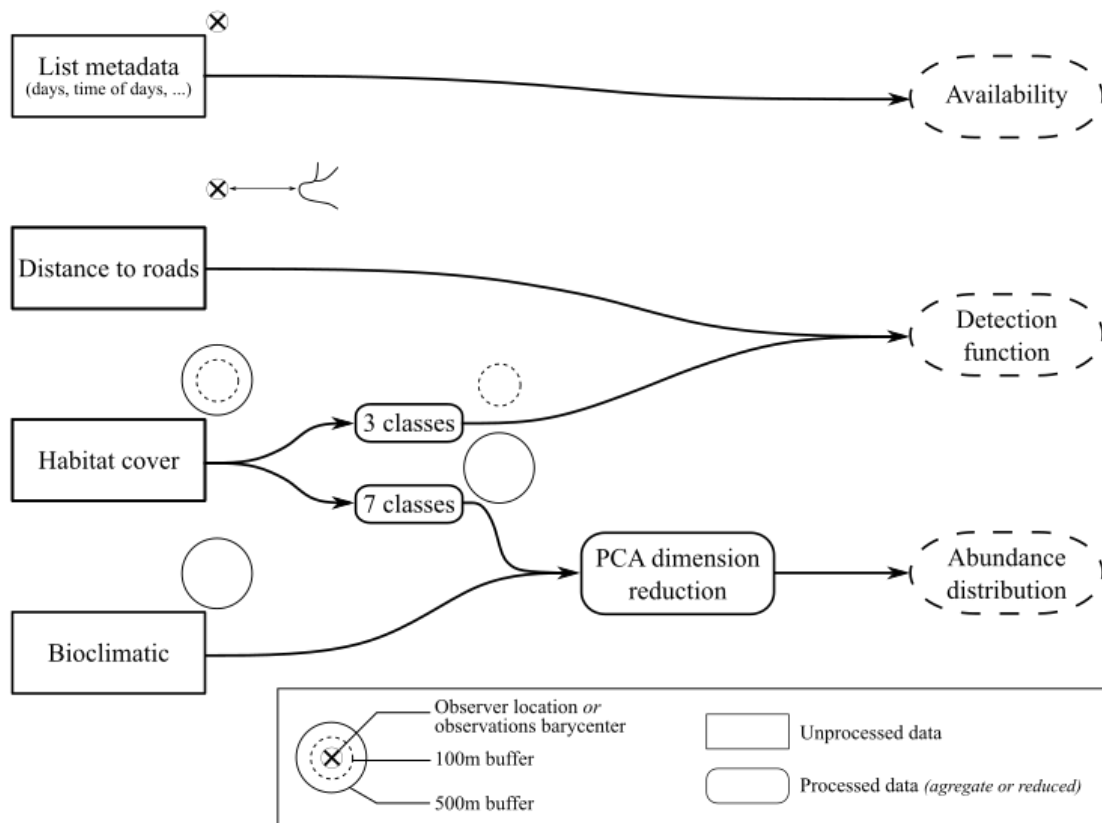 List metadata
(days, time of days, ...)
Availability
Distance to roads
Detection
function
3 classes
Habitat cover
7 classes
PCA dimension
reduction
Abundance
distribution
Bioclimatic
Observer location or
observations barycenter
100m buffer
500m buffer
Unprocessed data
Processed data (agregate or reduced)